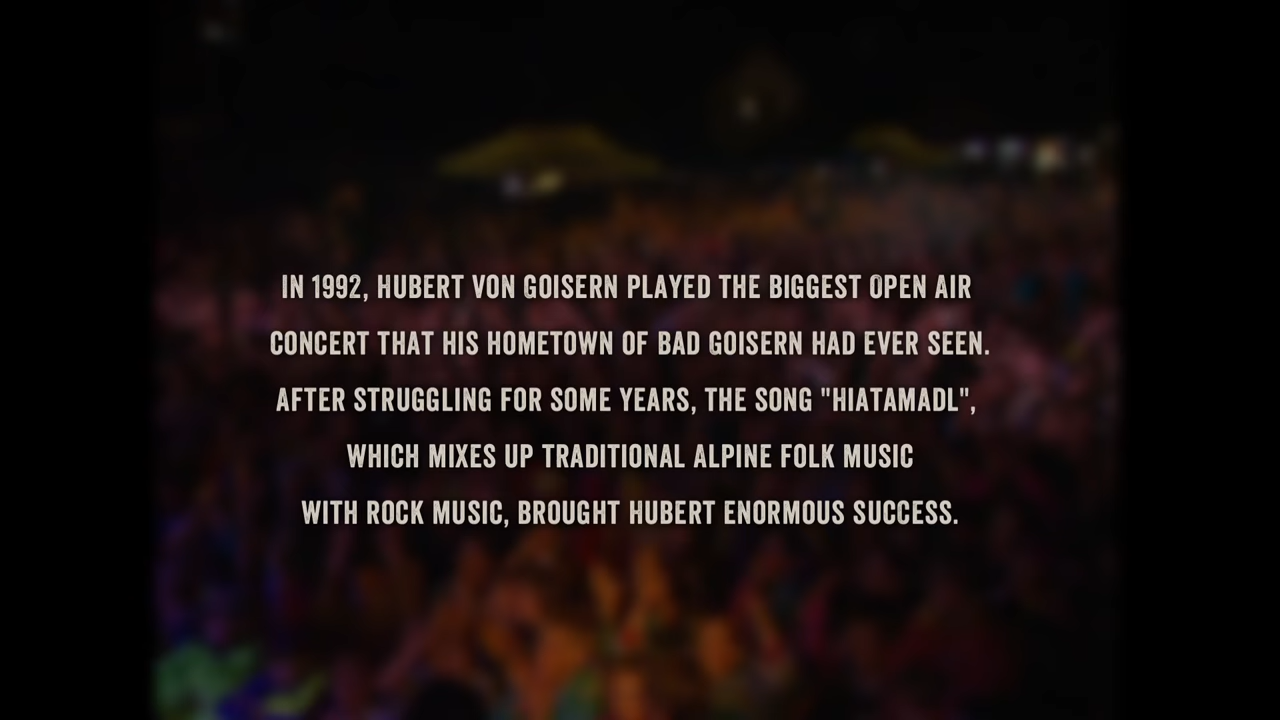 IN 1992, HUBERT VON GOISERN PLAYED THE BIGGEST OPEN AIR
CONCERT THAT HIS HOMETOWN OF BAD GOISERN HAD EVER SEEN.
AFTER STRUGGLING FOR SOME YEARS, THE SONG "HIATAMADL",
WHICH MIXES UP TRADITIONAL ALPINE FOLK MUSIC
WITH ROCK MUSIC, BROUGHT HUBERT ENORMOUS SUCCESS.